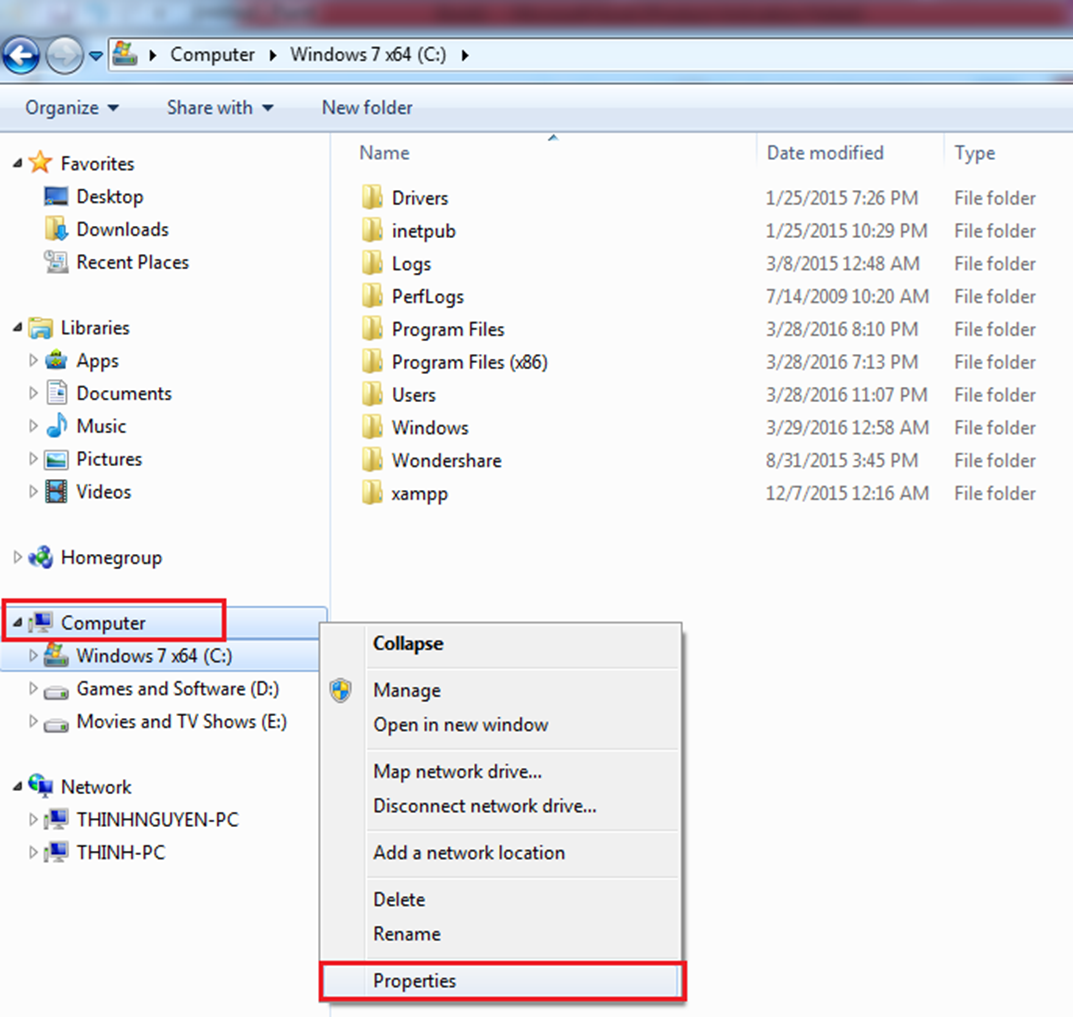 Computer Windows 7 x64 (C:)
Organize Share with New folder
Favorites
Desktop
Downloads
Recent Places
Libraries
Apps
Documents
Music
Pictures
Videos
Homegroup
Computer
Windows 7 x64 (C:)
Games and Software (D:)
Movies and TV Shows (E:)
Network
THINHNGUYEN-PC
THINH-PC
Name Date modified Type
Drivers 1/25/2015 7:26 PM File folder
inetpub 1/25/2015 10:29 PM File folder
Logs 3/8/2015 12:48 AM File folder
PerfLogs 7/14/2009 10:20 AM File folder
Program Files 3/28/2016 8:10 PM File folder
Program Files (x86) 3/28/2016 7:13 PM File folder
Users 3/28/2016 11:07 PM File folder
Windows 3/29/2016 12:58 AM File folder
Wondershare 8/31/2015 3:45 PM File folder
xampp 12/7/2015 12:16 AM File folder
Collapse
Manage
Open in new window
Map network drive...
Disconnect network drive...
Add a network location
Delete
Rename
Properties